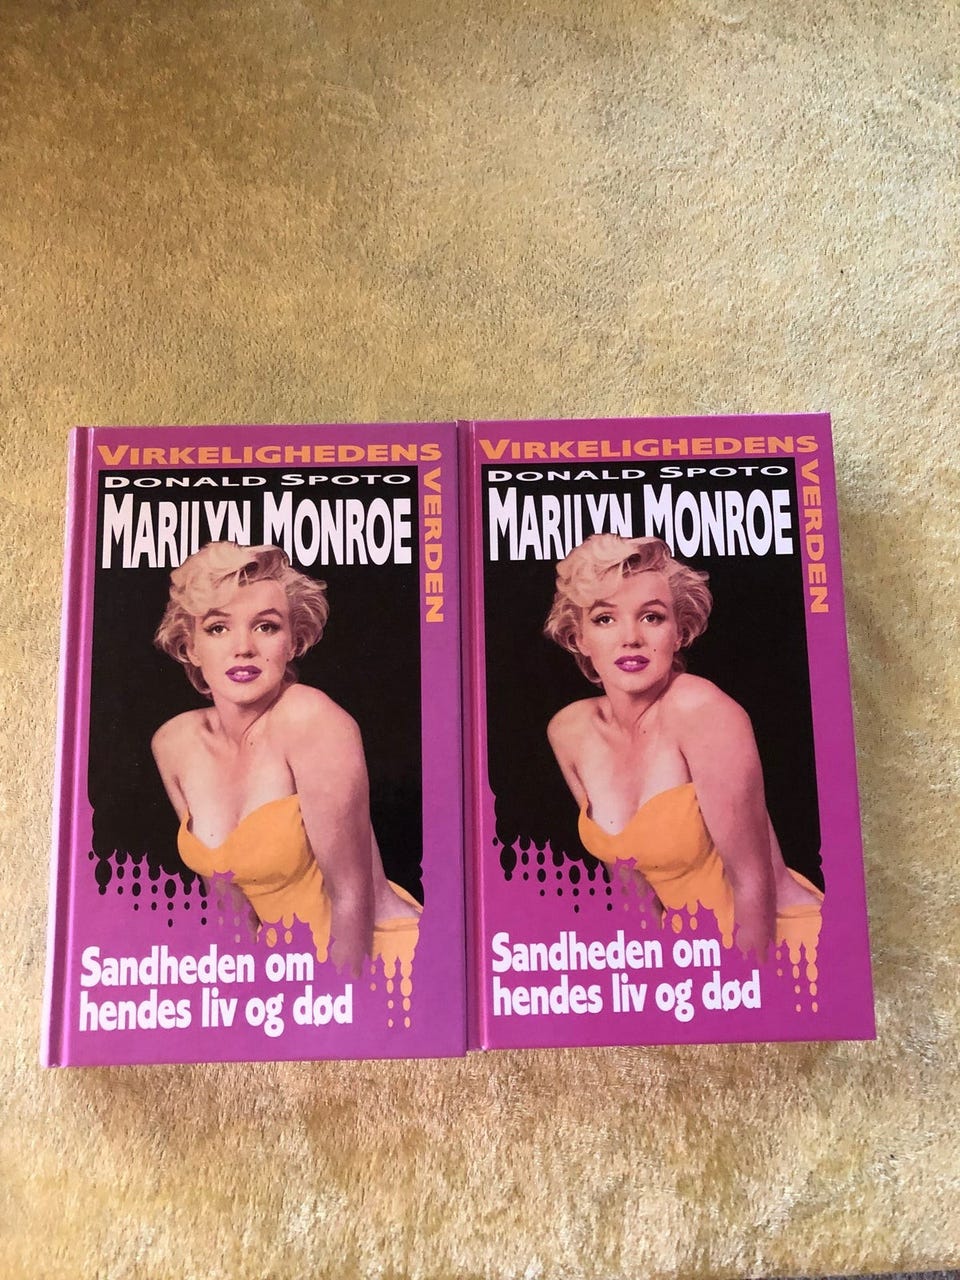 VIRKELIGHEDENS
VERDEN
DONALD SPOTO
MARILYN MONROE
Sandheden om
hendes liv og død
VIRKELIGHEDENS
VERDEN
DONALD SPOTO
MARILYN MONROE
Sandheden om
hendes liv og død